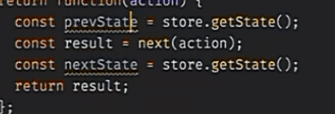 return function(action) {
const prevState = store.getState();
const result = next(action);
const nextState = store.getState();
return result;
};